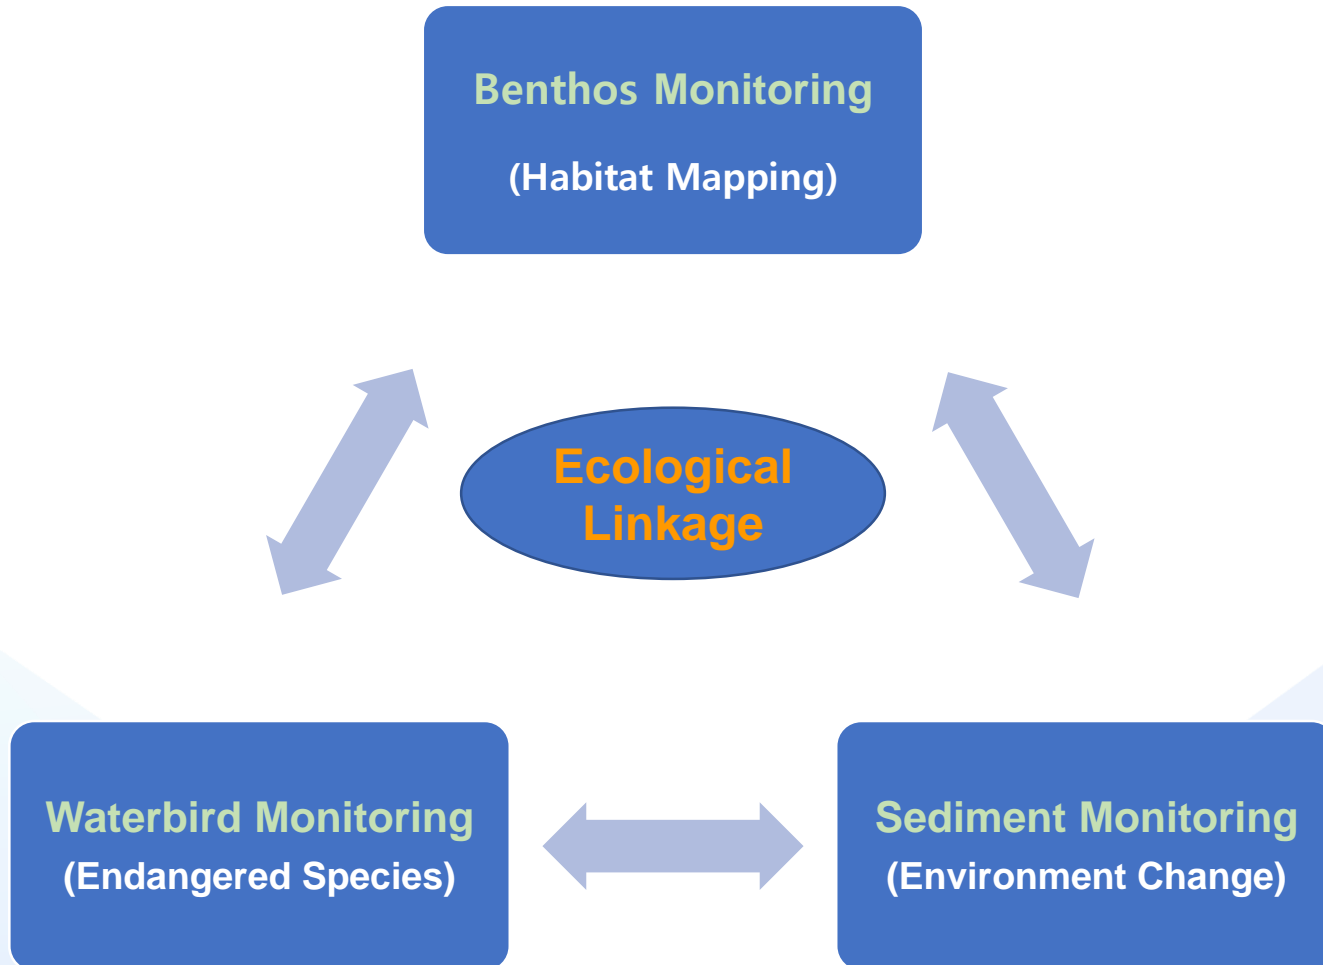 Benthos Monitoring
(Habitat Mapping)
Ecological
Linkage
Waterbird Monitoring
(Endangered Species)
Sediment Monitoring
(Environment Change)